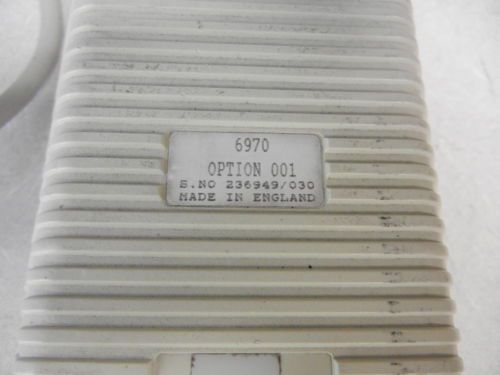 6970
OPTION 001
S.NO 236949/030
MADE IN ENGLAND